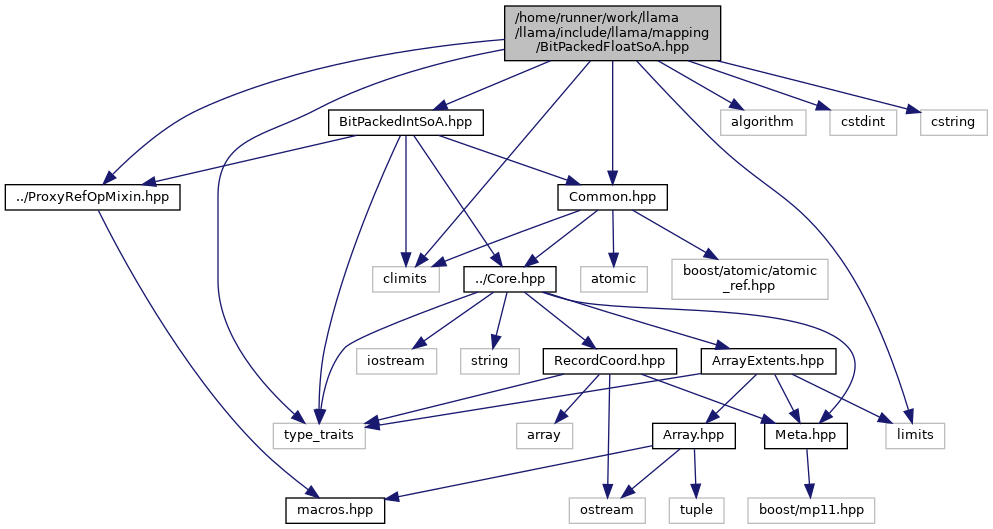 /home/runner/work/llama
/llama/include/llama/mapping
/BitPackedFloatSoA.hpp
BitPackedIntSoA.hpp
algorithm
cstdint
cstring
../ProxyRefOpMixin.hpp
Common.hpp
climits
../Core.hpp
atomic
boost/atomic/atomic
_ref.hpp
iostream
string
RecordCoord.hpp
ArrayExtents.hpp
type_traits
array
Array.hpp
Meta.hpp
limits
macros.hpp
ostream
tuple
boost/mp11.hpp